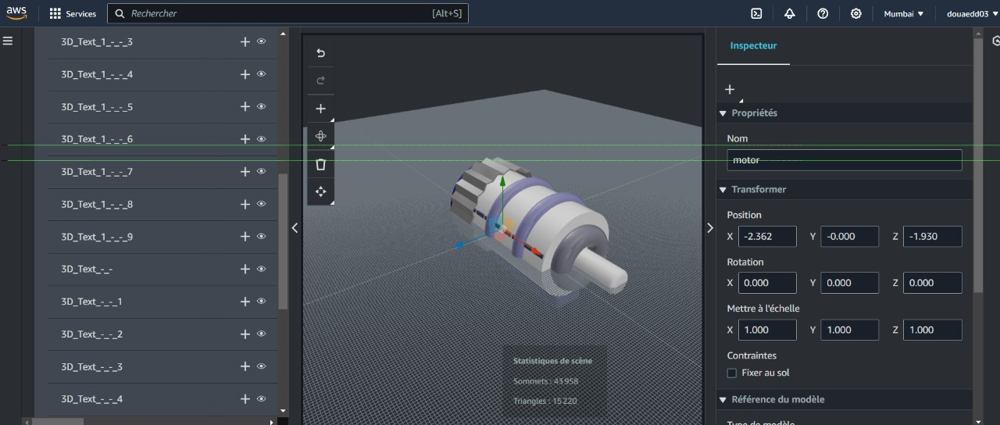 aws
Services
Rechercher
[Alt+S]
Mumbai
douaedd03
3D_Text_1_-_-_3
3D_Text_1_-_-_4
3D_Text_1_-_-_5
3D_Text_1_-_-_6
3D_Text_1_-_-_7
3D_Text_1_-_-_8
3D_Text_1_-_-_9
3D_Text_-_-
3D_Text_-_-_1
3D_Text_-_-_2
3D_Text_-_-_3
3D_Text_-_-_4
Statistiques de scène
Sommets : 43 958
Triangles : 15 220
Inspecteur
Propriétés
Nom
motor
Transformer
Position
X -2.362 Y -0.000 Z -1.930
Rotation
X 0.000 Y 0.000 Z 0.000
Mettre à l'échelle
X 1.000 Y 1.000 Z 1.000
Contraintes
Fixer au sol
Référence du modèle
Type de modèle